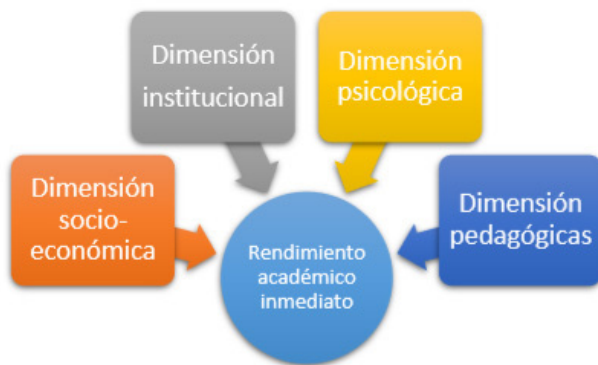 Dimensión
institucional
Dimensión
psicológica
Dimensión
socio-
económica
Dimensión
pedagógicas
Rendimiento
académico
inmediato